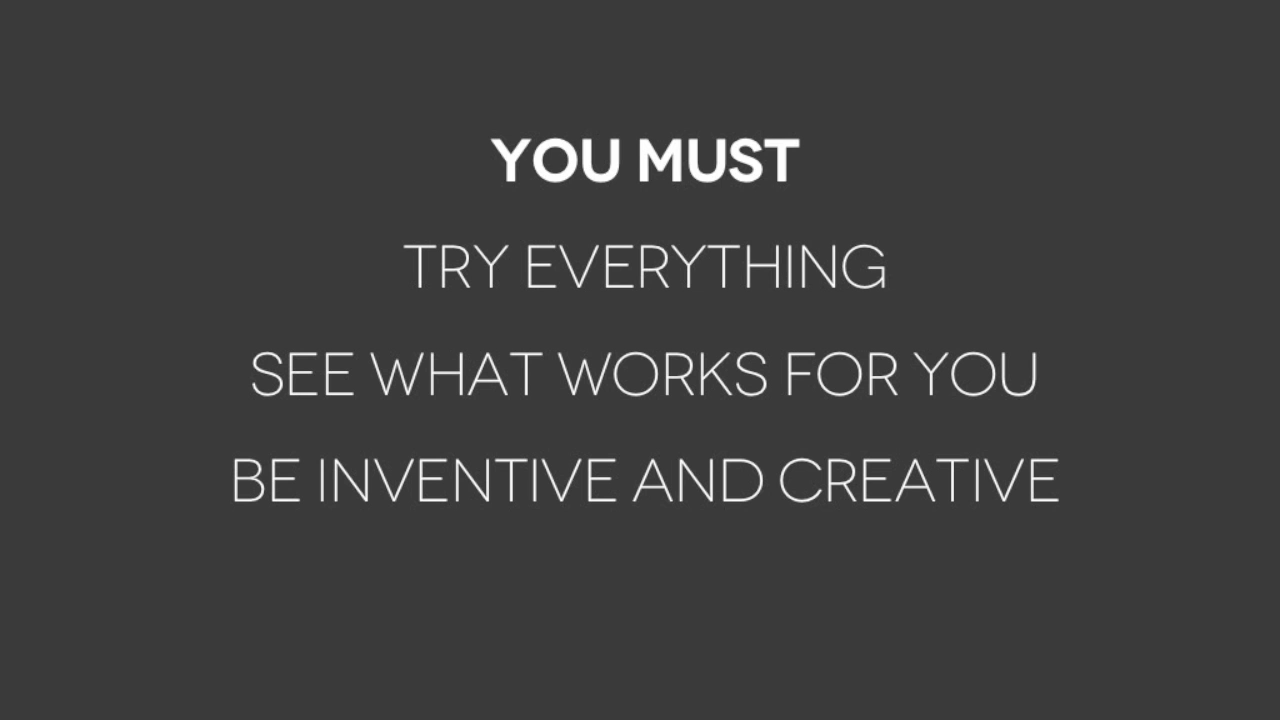 YOU MUST
TRY EVERYTHING
SEE WHAT WORKS FOR YOU
BE INVENTIVE AND CREATIVE